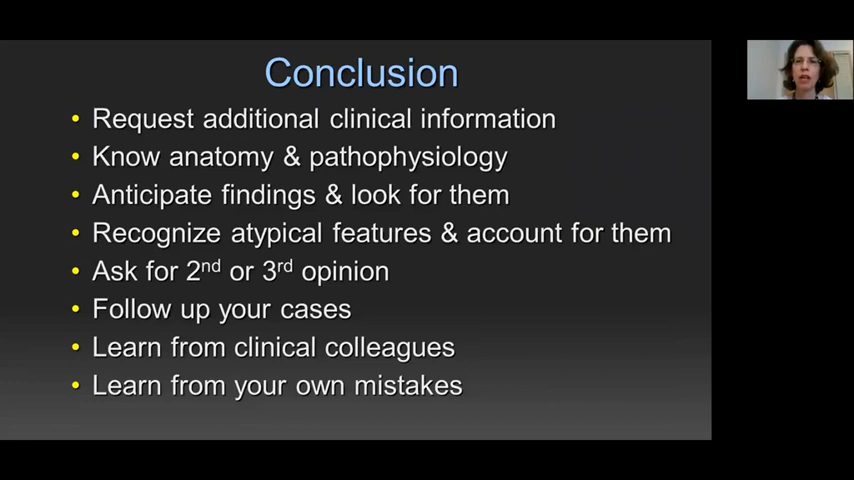 Conclusion
• Request additional clinical information
• Know anatomy & pathophysiology
• Anticipate findings & look for them
• Recognize atypical features & account for them
• Ask for 2nd or 3rd opinion
• Follow up your cases
• Learn from clinical colleagues
• Learn from your own mistakes